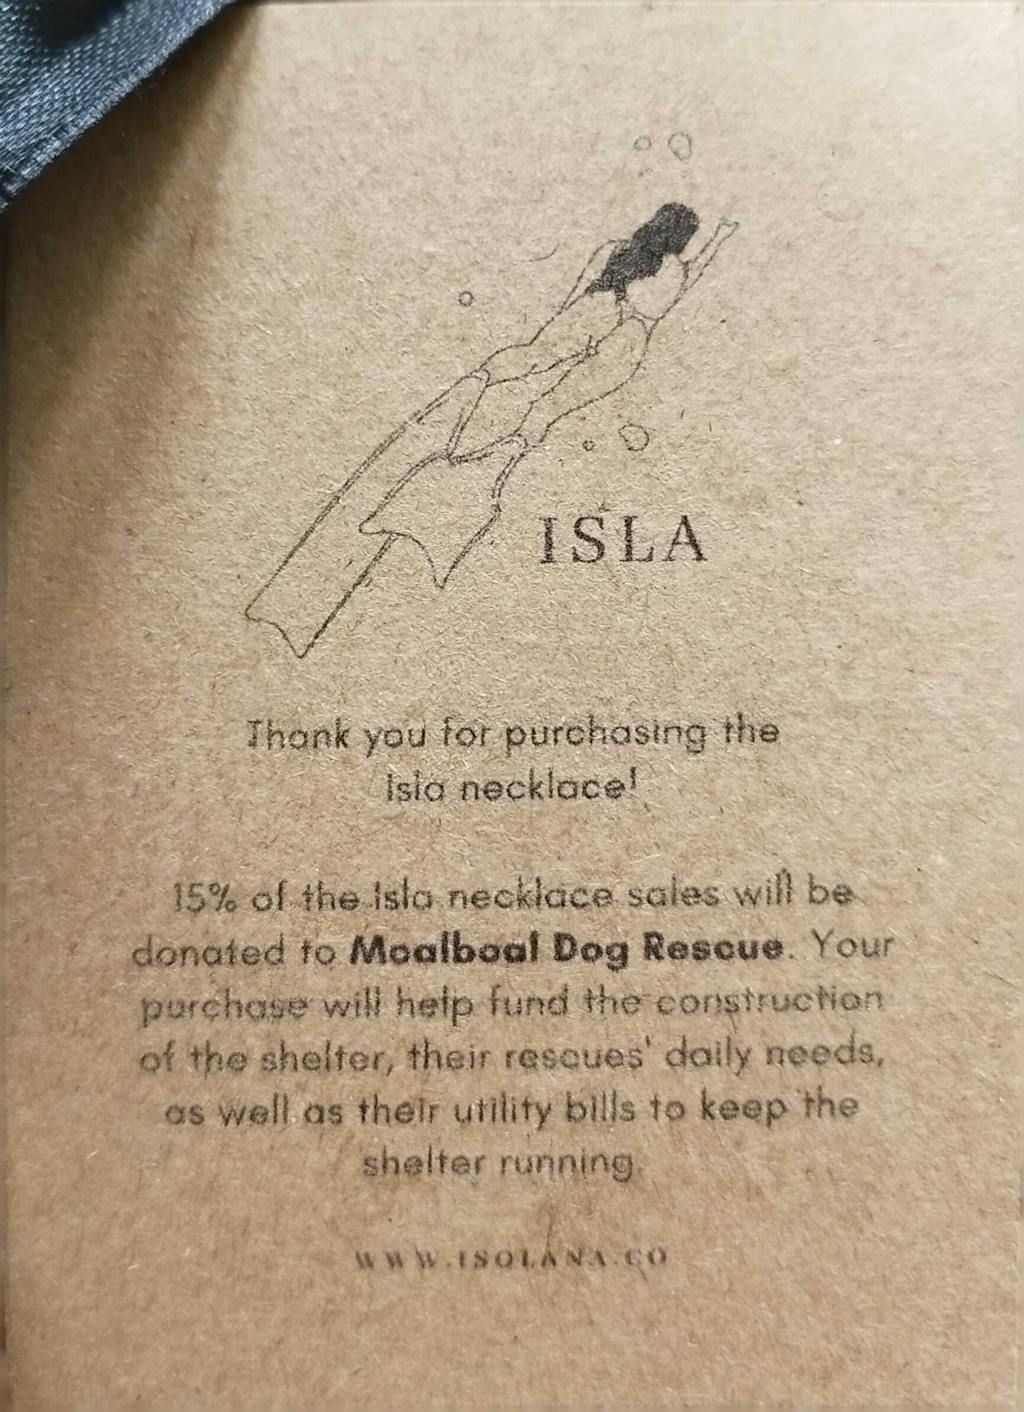 ISLA
Thank you for purchasing the
Isla necklace!
15% of the Isla necklace sales will be
donated to Moalboal Dog Rescue. Your
purchase will help fund the construction
of the shelter, their rescues' daily needs,
as well as their utility bills to keep the
shelter running.
WWW.ISOLANA.CO